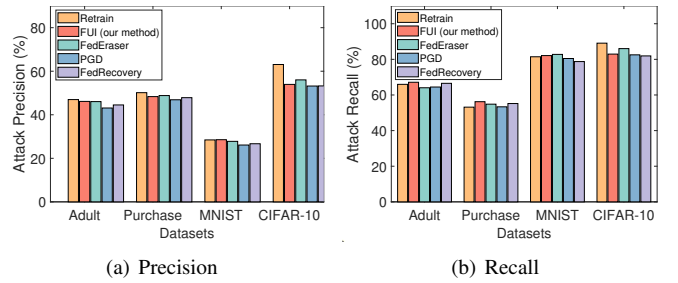 Attack Precision (%)
80
60
40
20
0
Retrain
FUI (our method)
FedEraser
PGD
FedRecovery
Adult Purchase MNIST CIFAR-10
Datasets
(a) Precision
Attack Recall (%)
100
80
60
40
20
0
Retrain
FUI (our method)
FedEraser
PGD
FedRecovery
Adult Purchase MNIST CIFAR-10
Datasets
(b) Recall